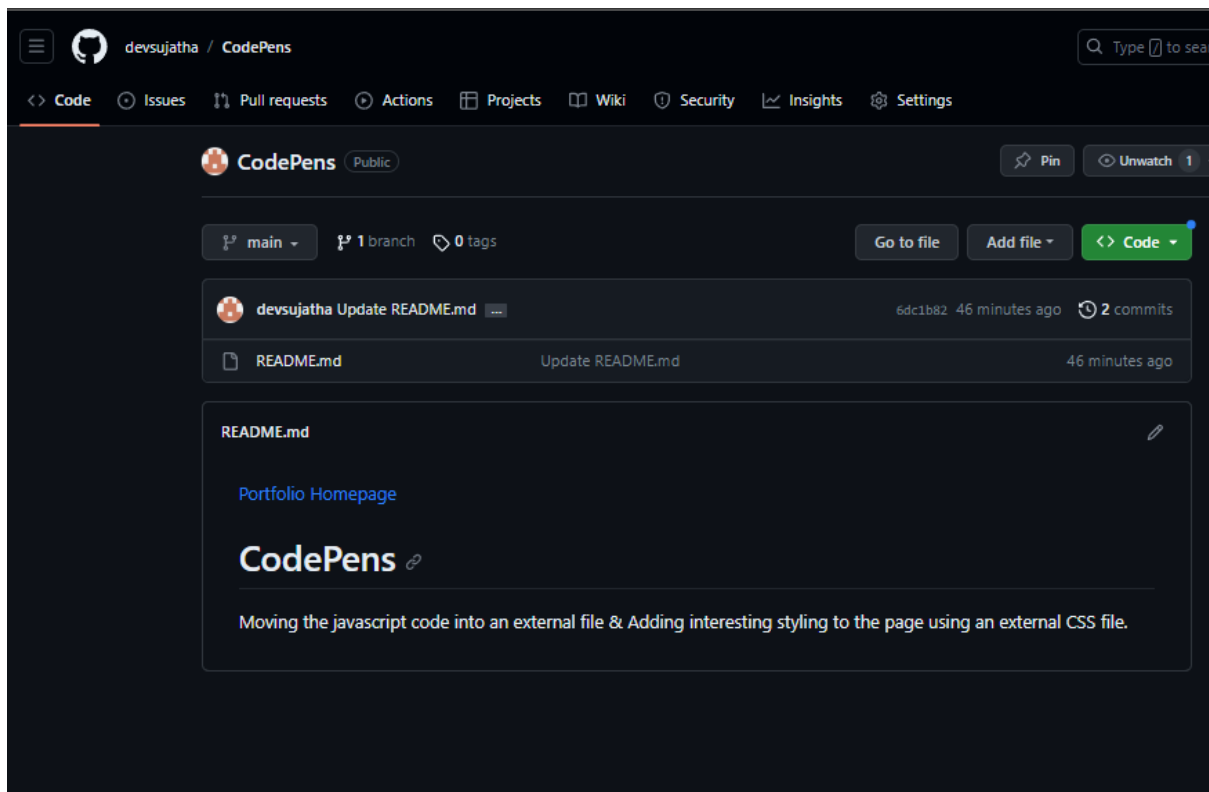 devsujatha / CodePens
Type / to sea
Code Issues Pull requests Actions Projects Wiki Security Insights Settings
CodePens Public Pin Unwatch 1
main 1 branch 0 tags Go to file Add file Code
devsujatha Update README.md ... 6dc1b82 46 minutes ago 2 commits
README.md Update README.md 46 minutes ago
README.md
Portfolio Homepage
CodePens
Moving the javascript code into an external file & Adding interesting styling to the page using an external CSS file.